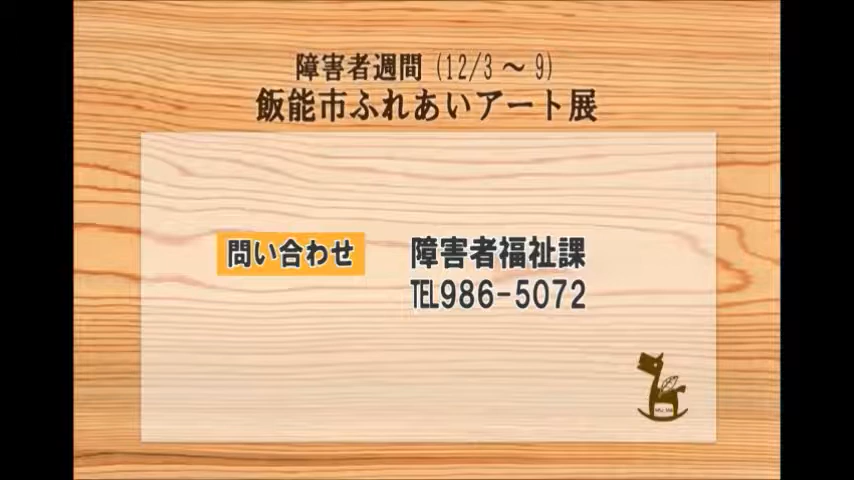 障害者週間 (12/3 ～ 9)
飯能市ふれあいアート展
問い合わせ 障害者福祉課
℡986-5072